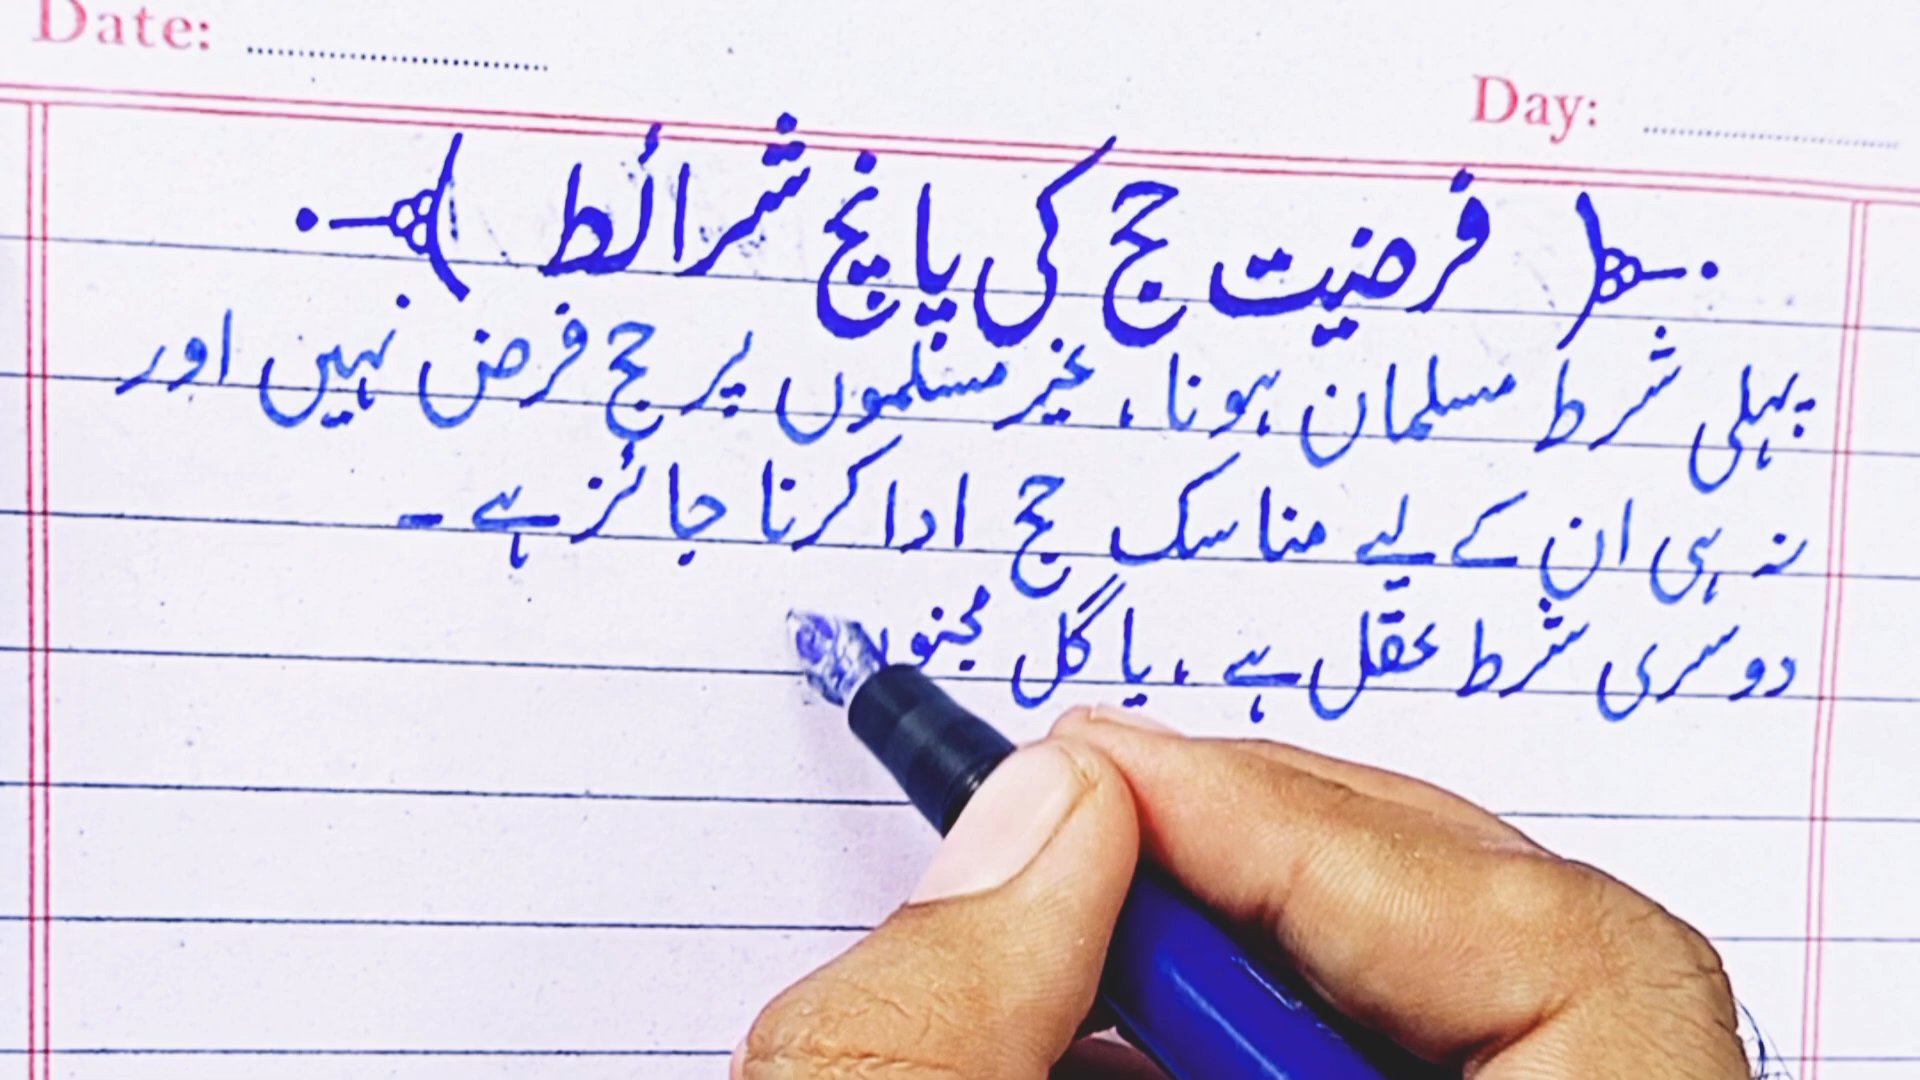 Date:
Day:
( فرضیت حج کی پانچ شرائط )
پہلی شرط مسلمان ہونا، غیر مسلموں پر حج فرض نہیں اور
نہ ہی ان کے لیے مناسک حج ادا کرنا جائز ہے ۔
دوسری شرط عقل ہے ، پاگل مجنوں